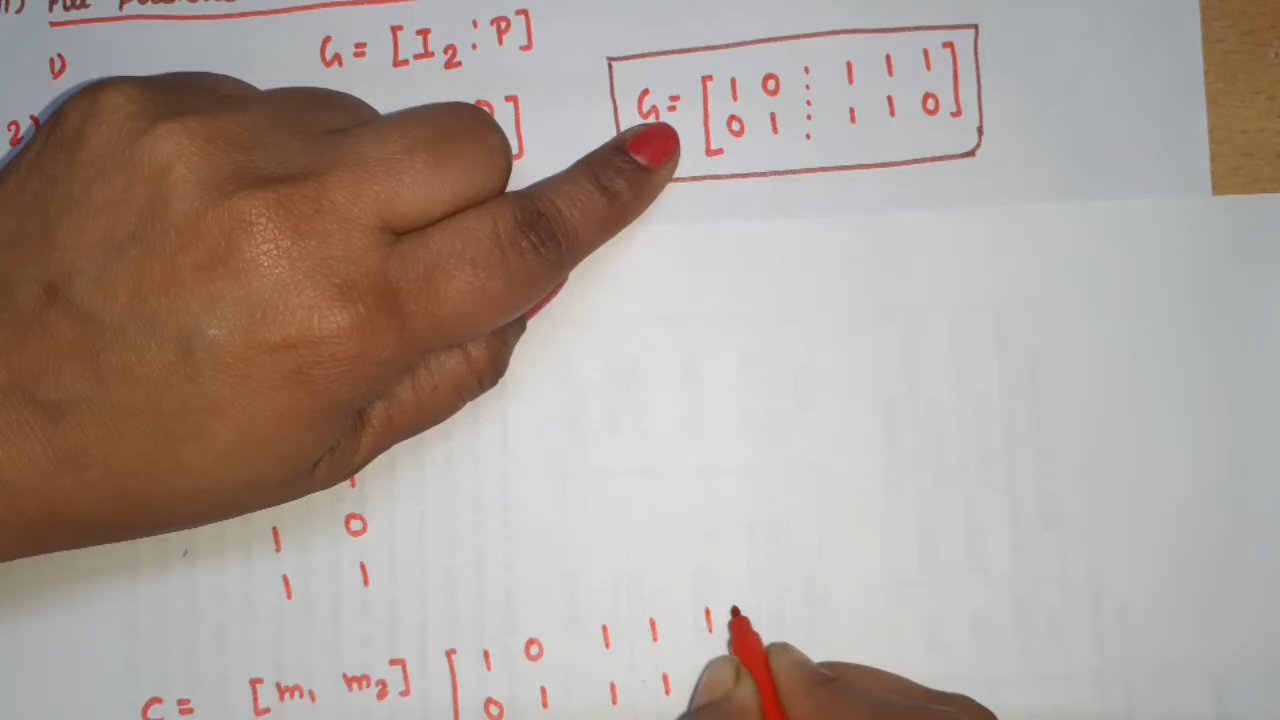 G = [I2 : P]
G = [1 0 : 1 1 1
0 1 : 1 1 0]
2)
1 0
1 1
C = [m1 m2] [1 0 1 1 1
0 1 1 1